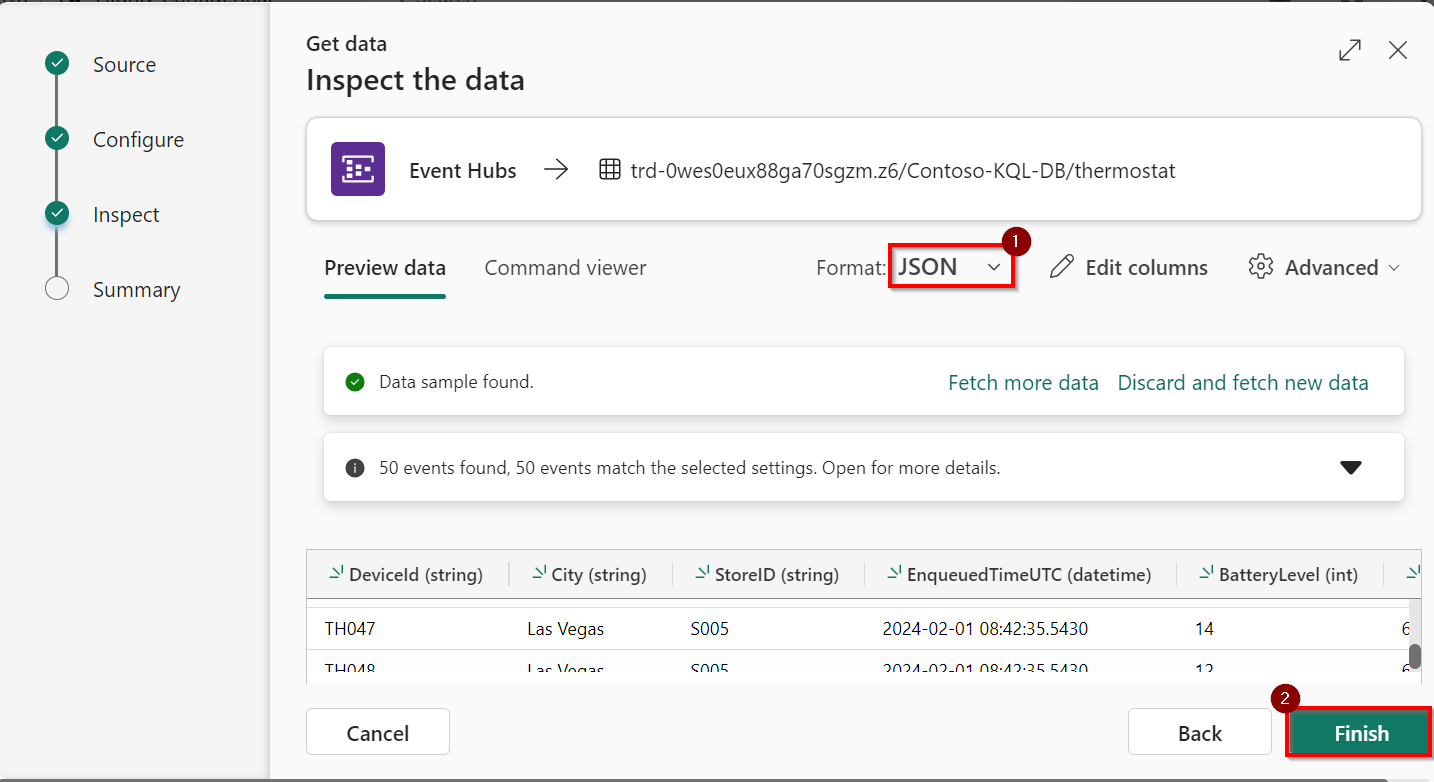 Source
Configure
Inspect
Summary
Get data
Inspect the data
Event Hubs → trd-0wes0eux88ga70sgzm.z6/Contoso-KQL-DB/thermostat
1
Preview data Command viewer Format: JSON Edit columns Advanced
Data sample found. Fetch more data Discard and fetch new data
50 events found, 50 events match the selected settings. Open for more details.
DeviceId (string) City (string) StoreID (string) EnqueuedTimeUTC (datetime) BatteryLevel (int)
TH047 Las Vegas S005 2024-02-01 08:42:35.5430 14 6
TH048 Las Vegas S005 2024-02-01 08:42:35.5430 12 6
2
Cancel Back Finish